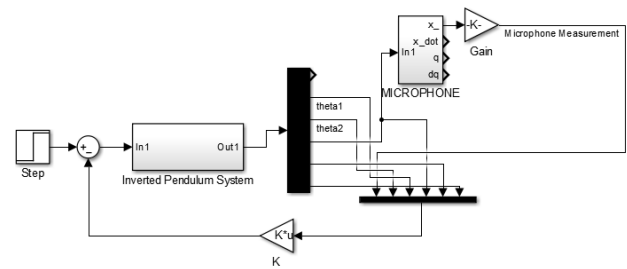 x_
x_dot
In1
q
dq
MICROPHONE
-K-
Gain
Microphone Measurement
theta1
theta2
Step
+_
In1
Out1
Inverted Pendulum System
K*u
K